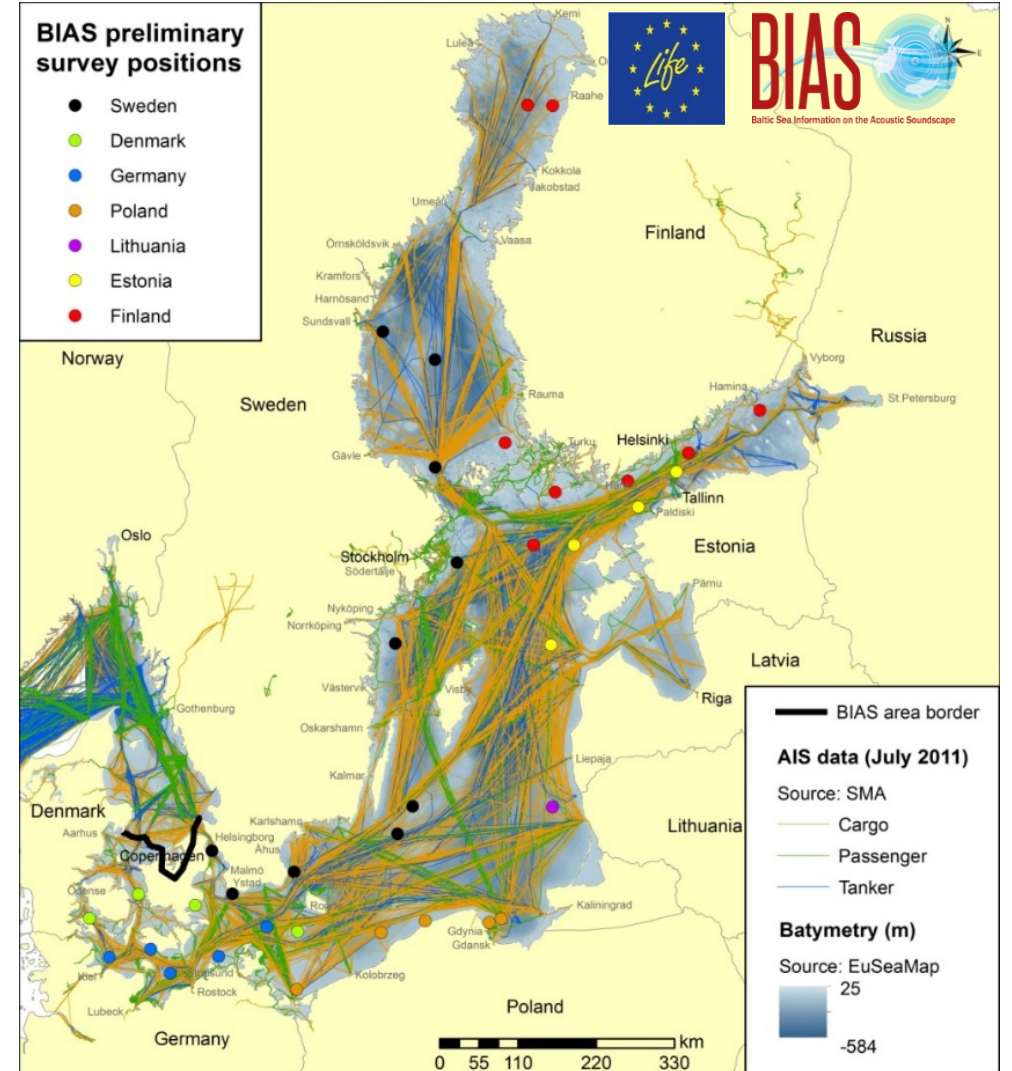 BIAS preliminary
survey positions
Sweden
Denmark
Germany
Poland
Lithuania
Estonia
Finland
Life
BIAS
Baltic Sea Information on the Acoustic Soundscape
N
E
Kemi
Luleå
Raahe
Kokkola
Jakobstad
Umeå
Vaasa
Finland
Örnsköldsvik
Kramfors
Harnösand
Sundsvall
Norway
Russia
Vyborg
Sweden
Rauma
Hamina
St.Petersburg
Helsinki
Turku
Gävle
Tallinn
Paldiski
Oslo
Stockholm
Södertälje
Estonia
Pärnu
Nyköping
Norrköping
Latvia
Västervik
Visby
Riga
Gothenburg
Oskarshamn
Liepaja
Kalmar
Denmark
Aarhus
Karlshamn
Helsingborg
Åhus
Copenhagen
Lithuania
Malmö
Ystad
Odense
Kaliningrad
Gdynia
Gdansk
Kiel
Kolobrzeg
Rostock
Lubeck
Poland
Germany
km
0 55 110 220 330
BIAS area border
AIS data (July 2011)
Source: SMA
Cargo
Passenger
Tanker
Batymetry (m)
Source: EuSeaMap
25
-584